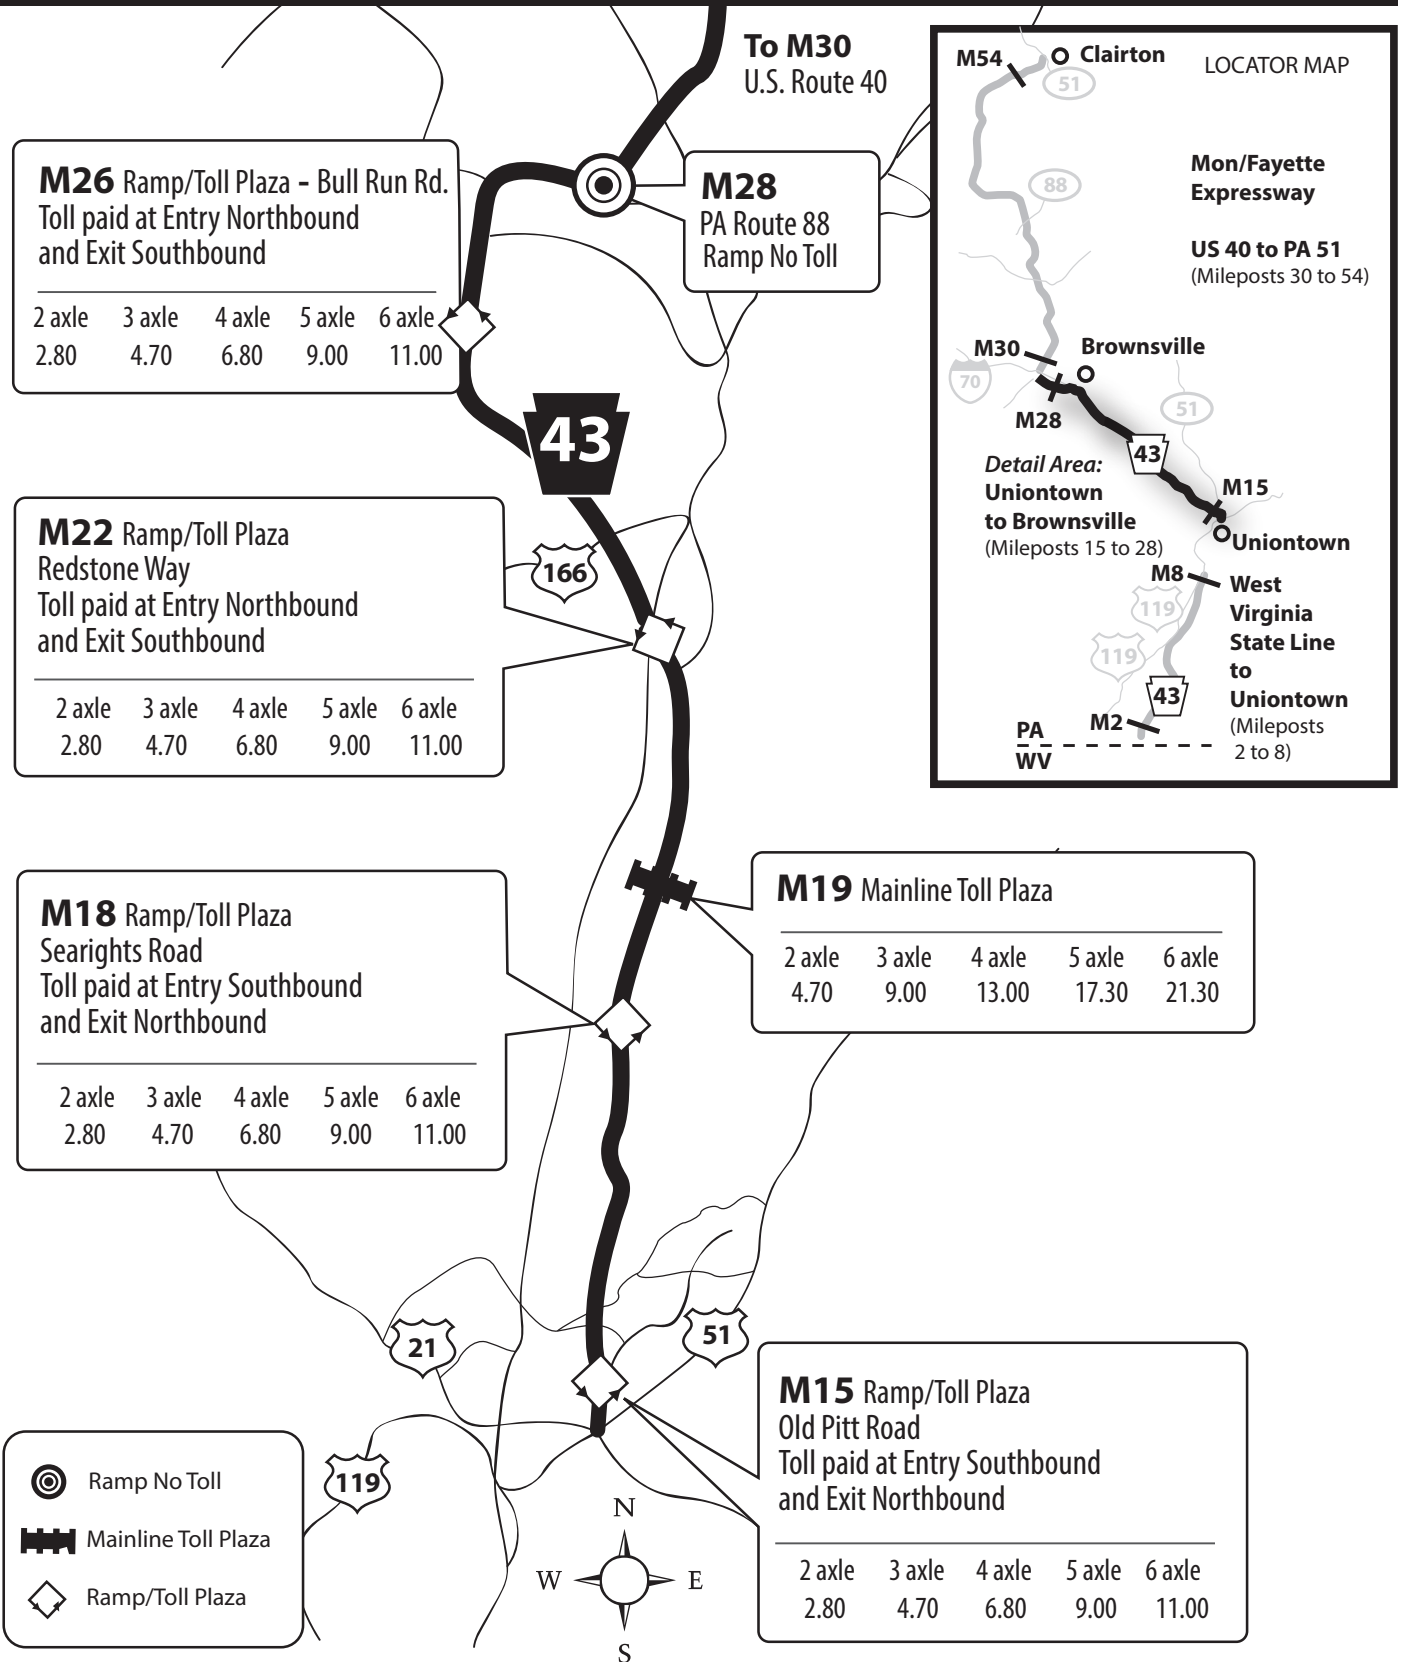 To M30
U.S. Route 40
M26 Ramp/Toll Plaza - Bull Run Rd.
Toll paid at Entry Northbound
and Exit Southbound
2 axle 3 axle 4 axle 5 axle 6 axle
2.80 4.70 6.80 9.00 11.00
M28
PA Route 88
Ramp No Toll
43
M22 Ramp/Toll Plaza
Redstone Way
Toll paid at Entry Northbound
and Exit Southbound
2 axle 3 axle 4 axle 5 axle 6 axle
2.80 4.70 6.80 9.00 11.00
166
M18 Ramp/Toll Plaza
Searights Road
Toll paid at Entry Southbound
and Exit Northbound
2 axle 3 axle 4 axle 5 axle 6 axle
2.80 4.70 6.80 9.00 11.00
M19 Mainline Toll Plaza
2 axle 3 axle 4 axle 5 axle 6 axle
4.70 9.00 13.00 17.30 21.30
21
51
119
M15 Ramp/Toll Plaza
Old Pitt Road
Toll paid at Entry Southbound
and Exit Northbound
2 axle 3 axle 4 axle 5 axle 6 axle
2.80 4.70 6.80 9.00 11.00
Ramp No Toll
Mainline Toll Plaza
Ramp/Toll Plaza
N
W E
S
LOCATOR MAP
M54
Clairton
51
Mon/Fayette
Expressway
88
US 40 to PA 51
(Mileposts 30 to 54)
M30
Brownsville
70
M28
51
43
Detail Area:
Uniontown
to Brownsville
(Mileposts 15 to 28)
M15
Uniontown
M8
West
Virginia
State Line
to
Uniontown
(Mileposts
2 to 8)
119
119
43
M2
PA
WV